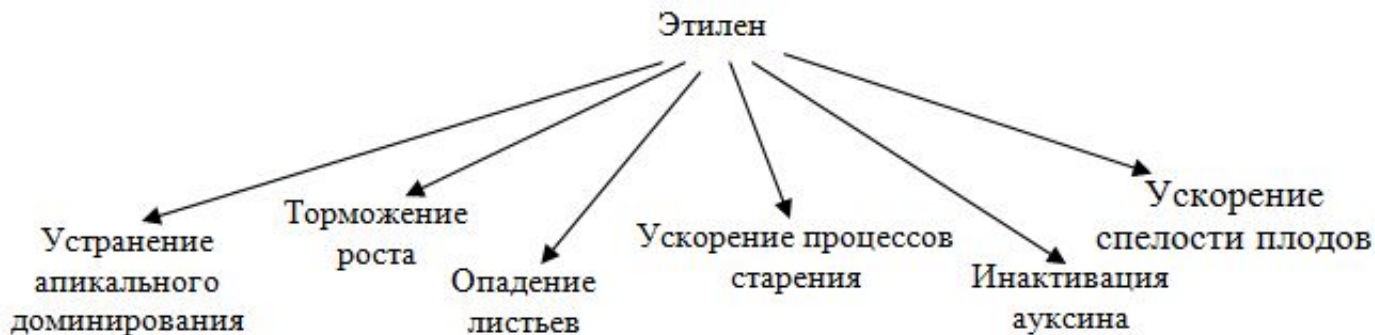 Этилен
Устранение
апикального
доминирования
Торможение
роста
Опадение
листьев
Ускорение процессов
старения
Инактивация
ауксина
Ускорение
спелости плодов